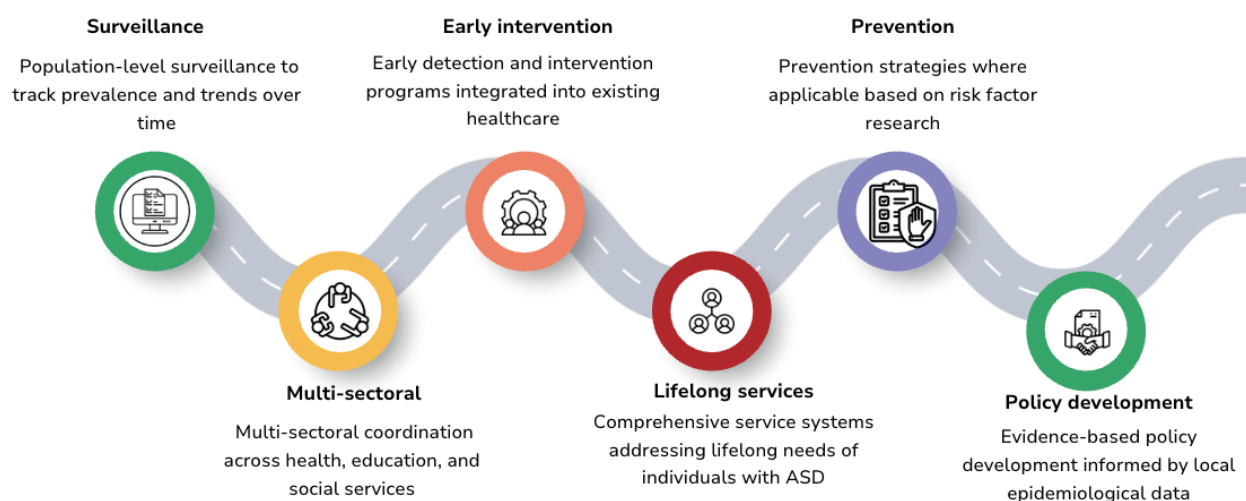 Surveillance
Population-level surveillance to
track prevalence and trends over
time
Multi-sectoral
Multi-sectoral coordination
across health, education, and
social services
Early intervention
Early detection and intervention
programs integrated into existing
healthcare
Lifelong services
Comprehensive service systems
addressing lifelong needs of
individuals with ASD
Prevention
Prevention strategies where
applicable based on risk factor
research
Policy development
Evidence-based policy
development informed by local
epidemiological data